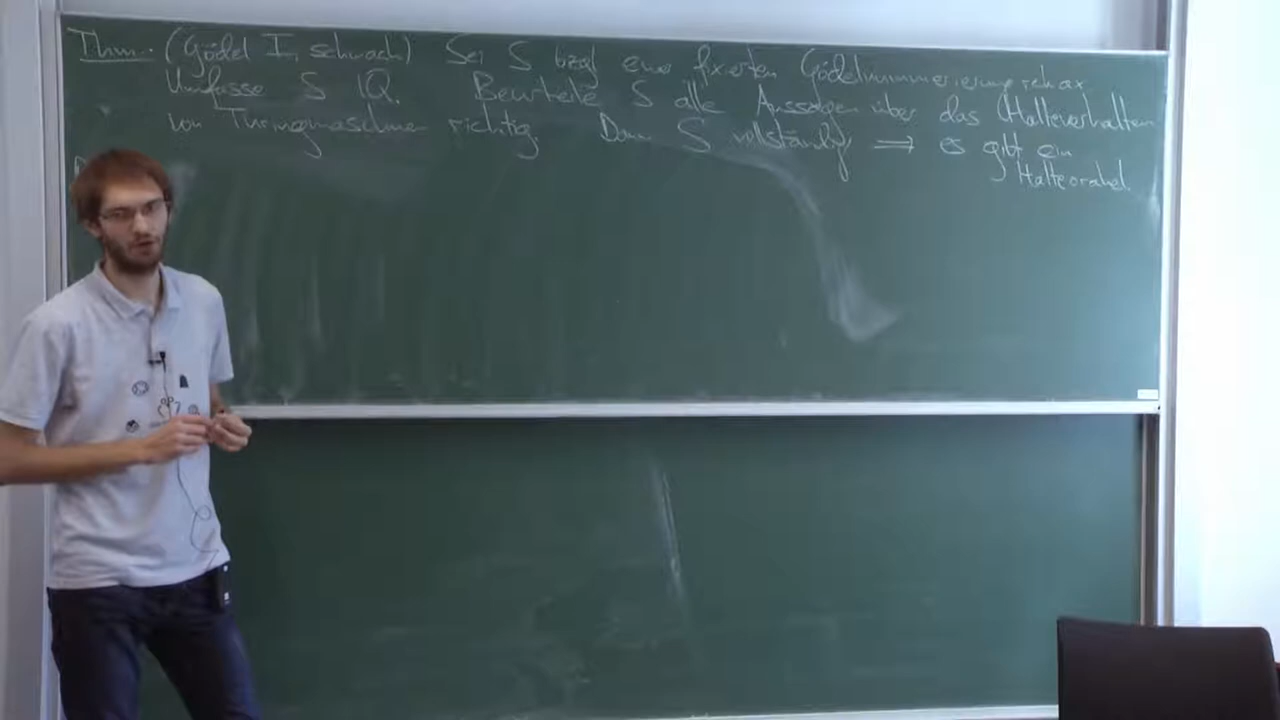 Thm. (Gödel I, schwach) Sei S bzgl einer fixierten Gödelnummerierung relax.
Umfasse S IQ. Beurteile S alle Aussagen über das Halteverhalten
von Turingmaschinen richtig. Dann S vollständig ⟹ es gibt ein
Halteorakel.